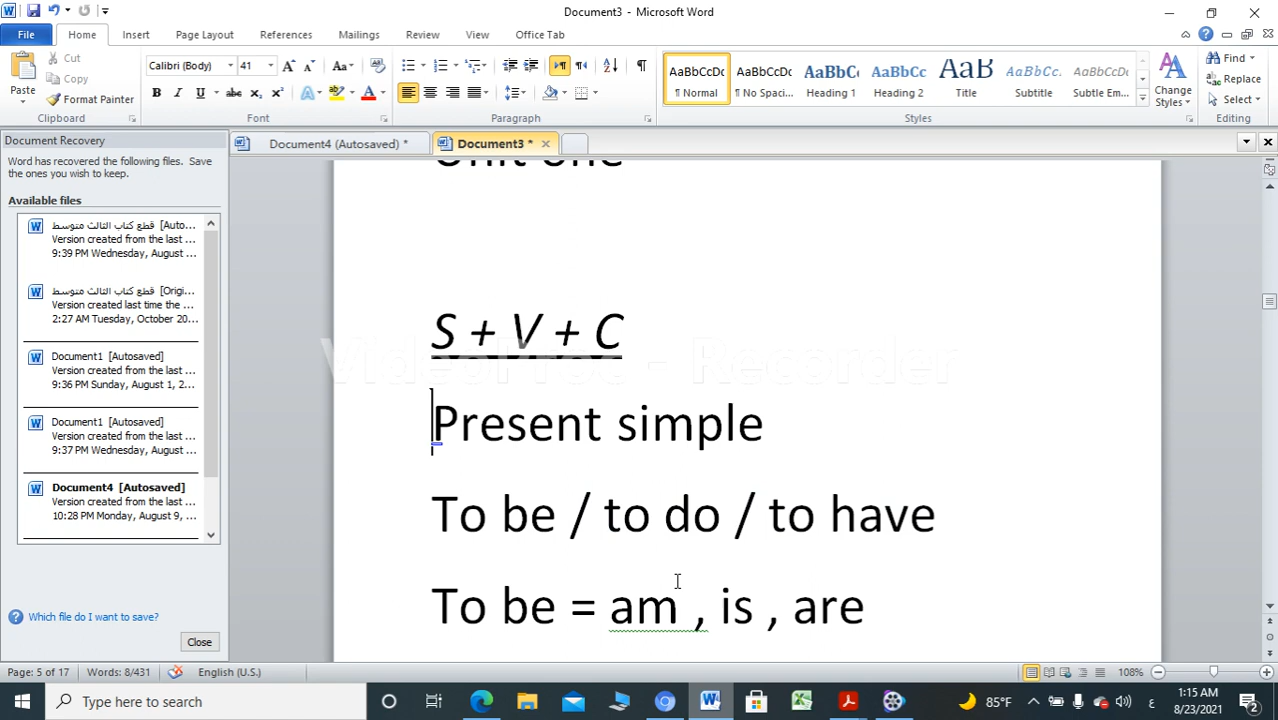 Document3 - Microsoft Word
File Home Insert Page Layout References Mailings Review View Office Tab
Paste
Cut
Copy
Format Painter
Clipboard
Calibri (Body) 41
Font
Paragraph
AaBbCcDc AaBbCcDc AaBbC AaBbCc AaB AaBbCc. AaBbCcDc
¶ Normal ¶ No Spaci... Heading 1 Heading 2 Title Subtitle Subtle Em...
Styles
Change
Styles
Find
Replace
Select
Editing
Document Recovery
Word has recovered the following files. Save
the ones you wish to keep.
Available files
قطع كتاب الثالث متوسط [Auto...
Version created from the last ...
9:39 PM Wednesday, August ...
قطع كتاب الثالث متوسط [Origi...
Version created last time the ...
2:27 AM Tuesday, October 20...
Document1 [Autosaved]
Version created from the last ...
9:36 PM Sunday, August 1, 2...
Document1 [Autosaved]
Version created from the last ...
9:37 PM Wednesday, August ...
Document4 [Autosaved]
Version created from the last ...
10:28 PM Monday, August 9, ...
Which file do I want to save?
Close
Document4 (Autosaved) *
Document3 *
Unit one
S + V + C
VideoProc - Recorder
Present simple
To be / to do / to have
To be = am , is , are
Page: 5 of 17 Words: 8/431 English (U.S.) 108%
Type here to search
85°F
ع
1:15 AM
8/23/2021
2